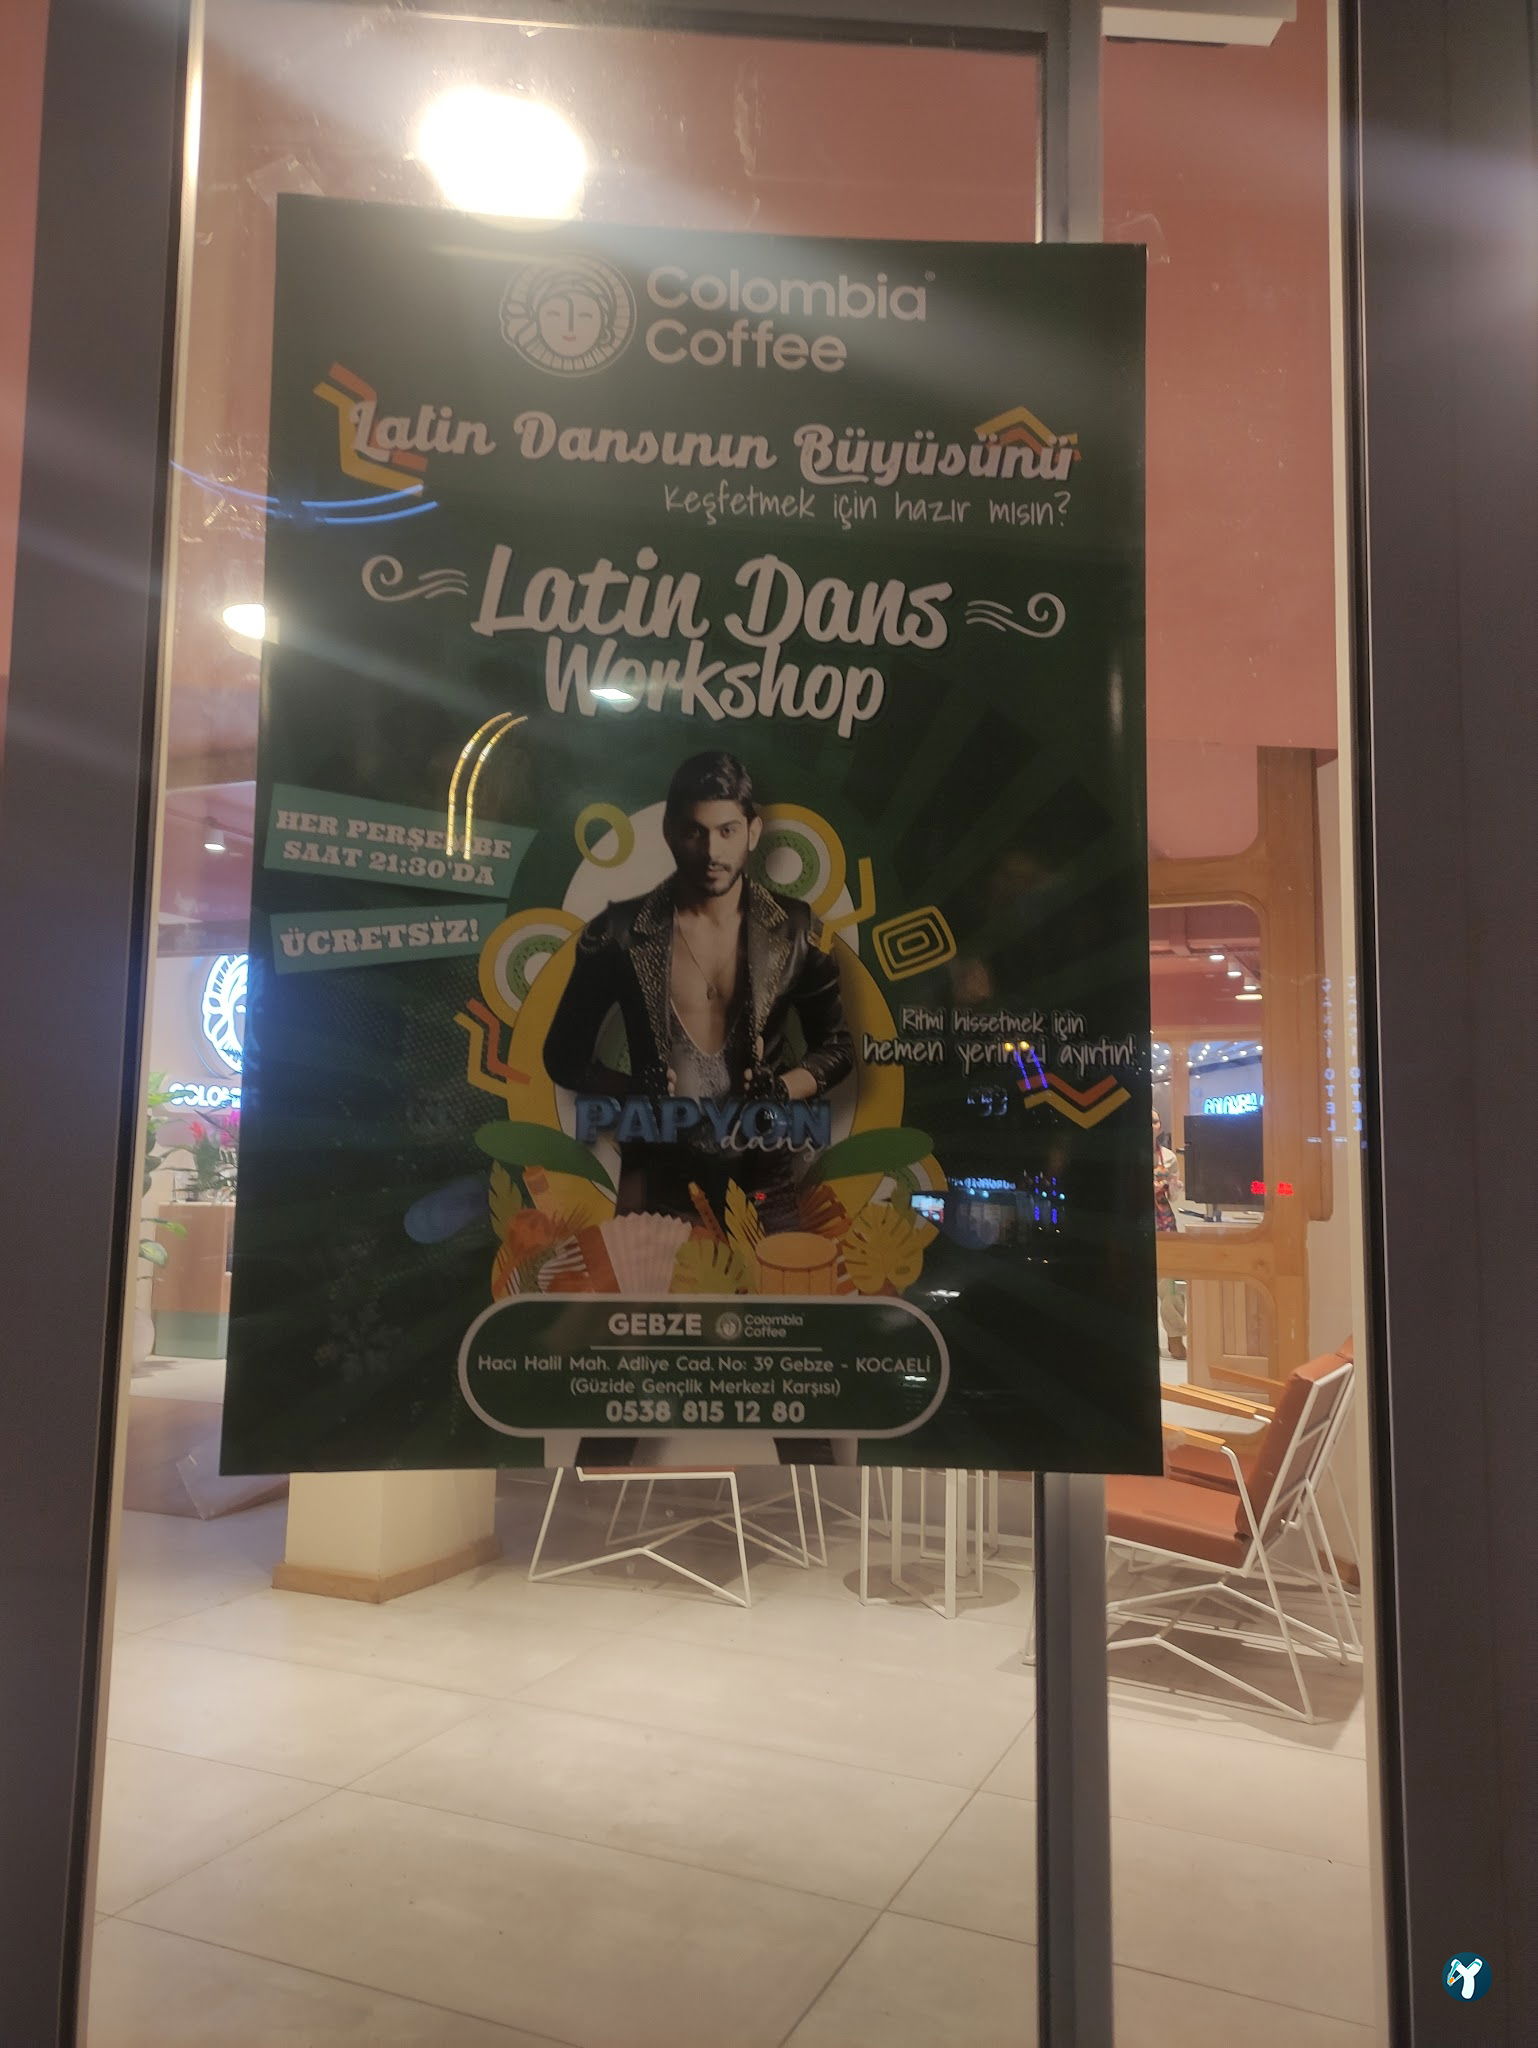 Colombia
Coffee
Latin Dansının Büyüsünü
Keşfetmek için hazır mısın?
Latin Dans
Workshop
HER PERŞEMBE
SAAT 21:30'DA
ÜCRETSİZ!
Ritmi hissetmek için
hemen yerinizi ayırtın!
PAPYON
dans
GEBZE Colombia
Coffee
Hacı Halil Mah. Adliye Cad. No: 39 Gebze - KOCAELİ
(Güzide Gençlik Merkezi Karşısı)
0538 815 12 80